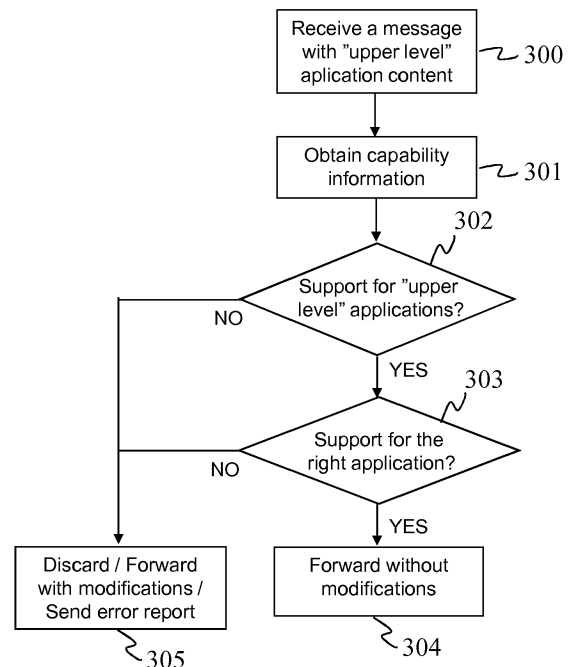 Receive a message
with ”upper level”
aplication content
300
Obtain capability
information
301
302
Support for ”upper
level” applications?
NO
YES
303
Support for the
right application?
NO
YES
Discard / Forward
with modifications /
Send error report
305
Forward without
modifications
304